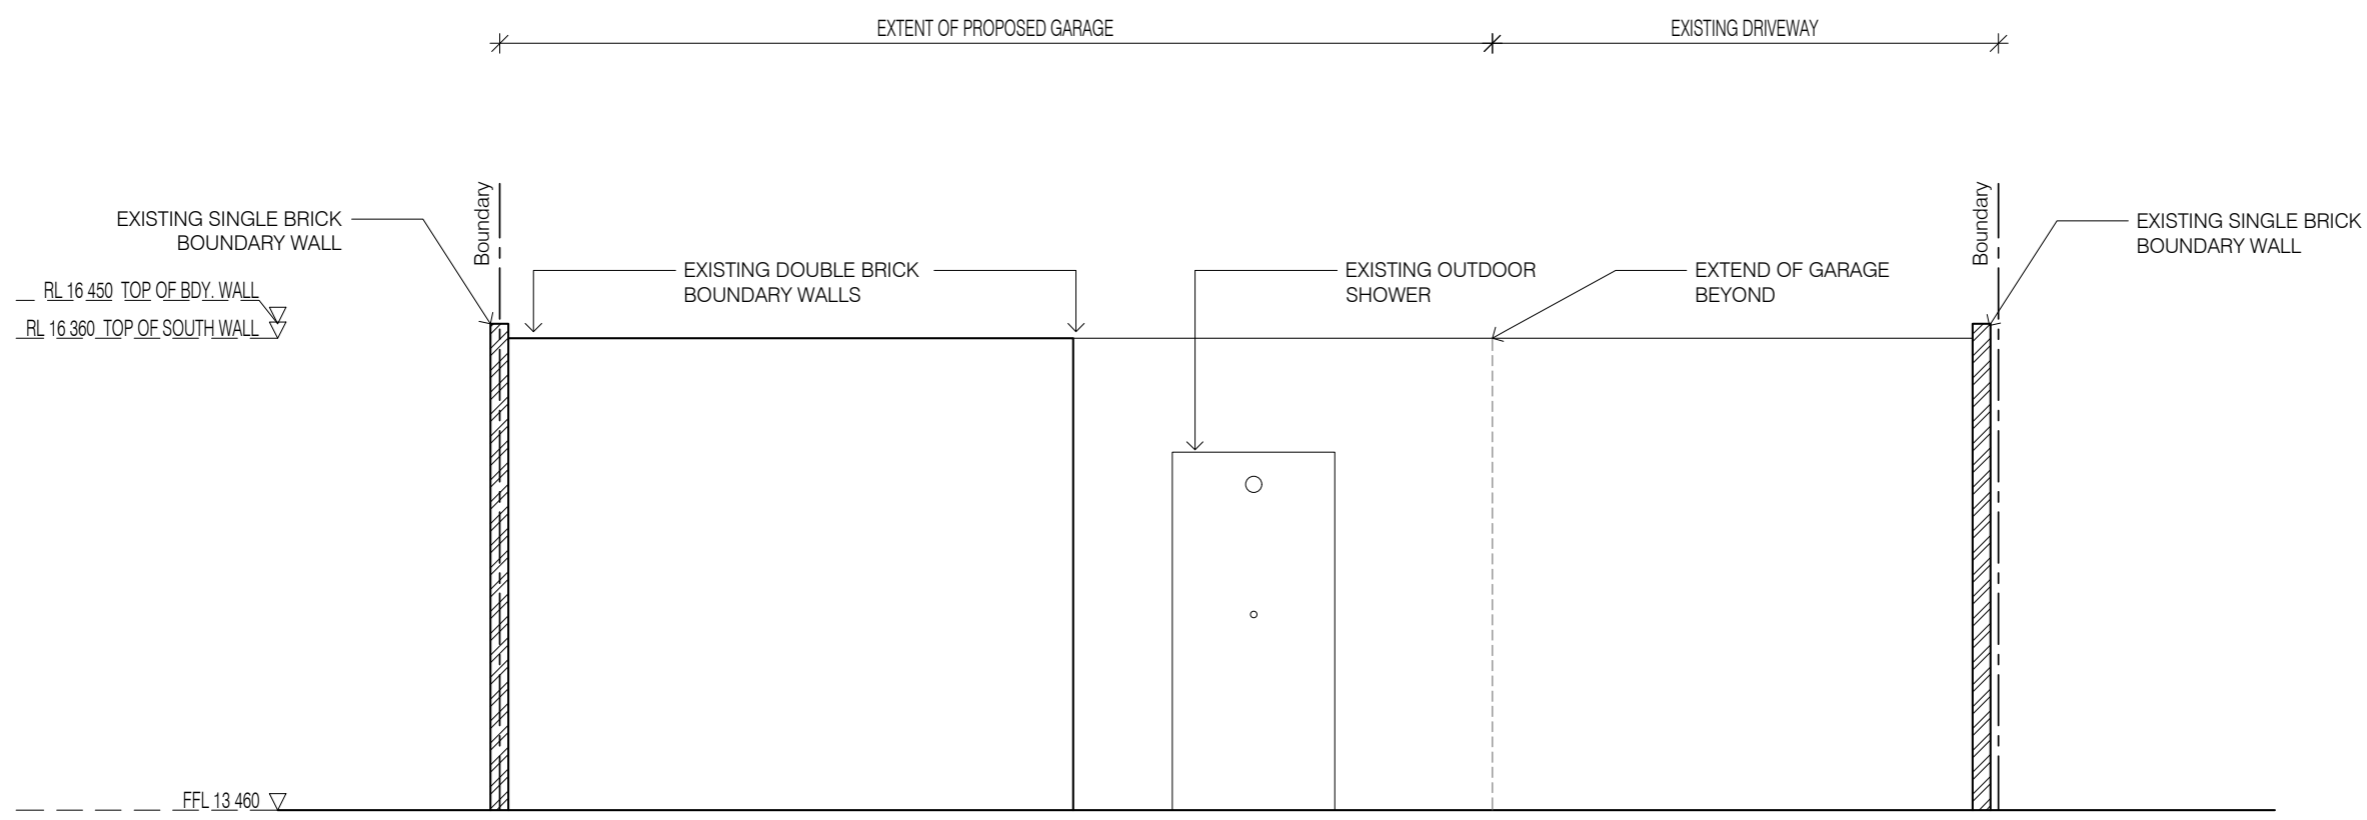 EXTENT OF PROPOSED GARAGE
EXISTING DRIVEWAY
Boundary
Boundary
EXISTING SINGLE BRICK
BOUNDARY WALL
EXISTING SINGLE BRICK
BOUNDARY WALL
EXISTING DOUBLE BRICK
BOUNDARY WALLS
EXISTING OUTDOOR
SHOWER
EXTEND OF GARAGE
BEYOND
RL 16 450 TOP OF BDY. WALL
RL 16 360 TOP OF SOUTH WALL
FFL 13 460